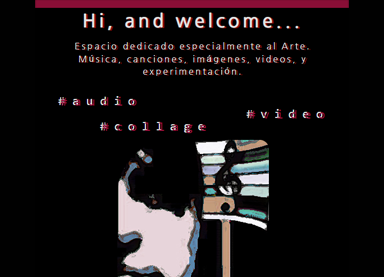 Hi, and welcome...
Espacio dedicado especialmente al Arte.
Música, canciones, imágenes, videos, y
experimentación.
#audio
#video
#collage